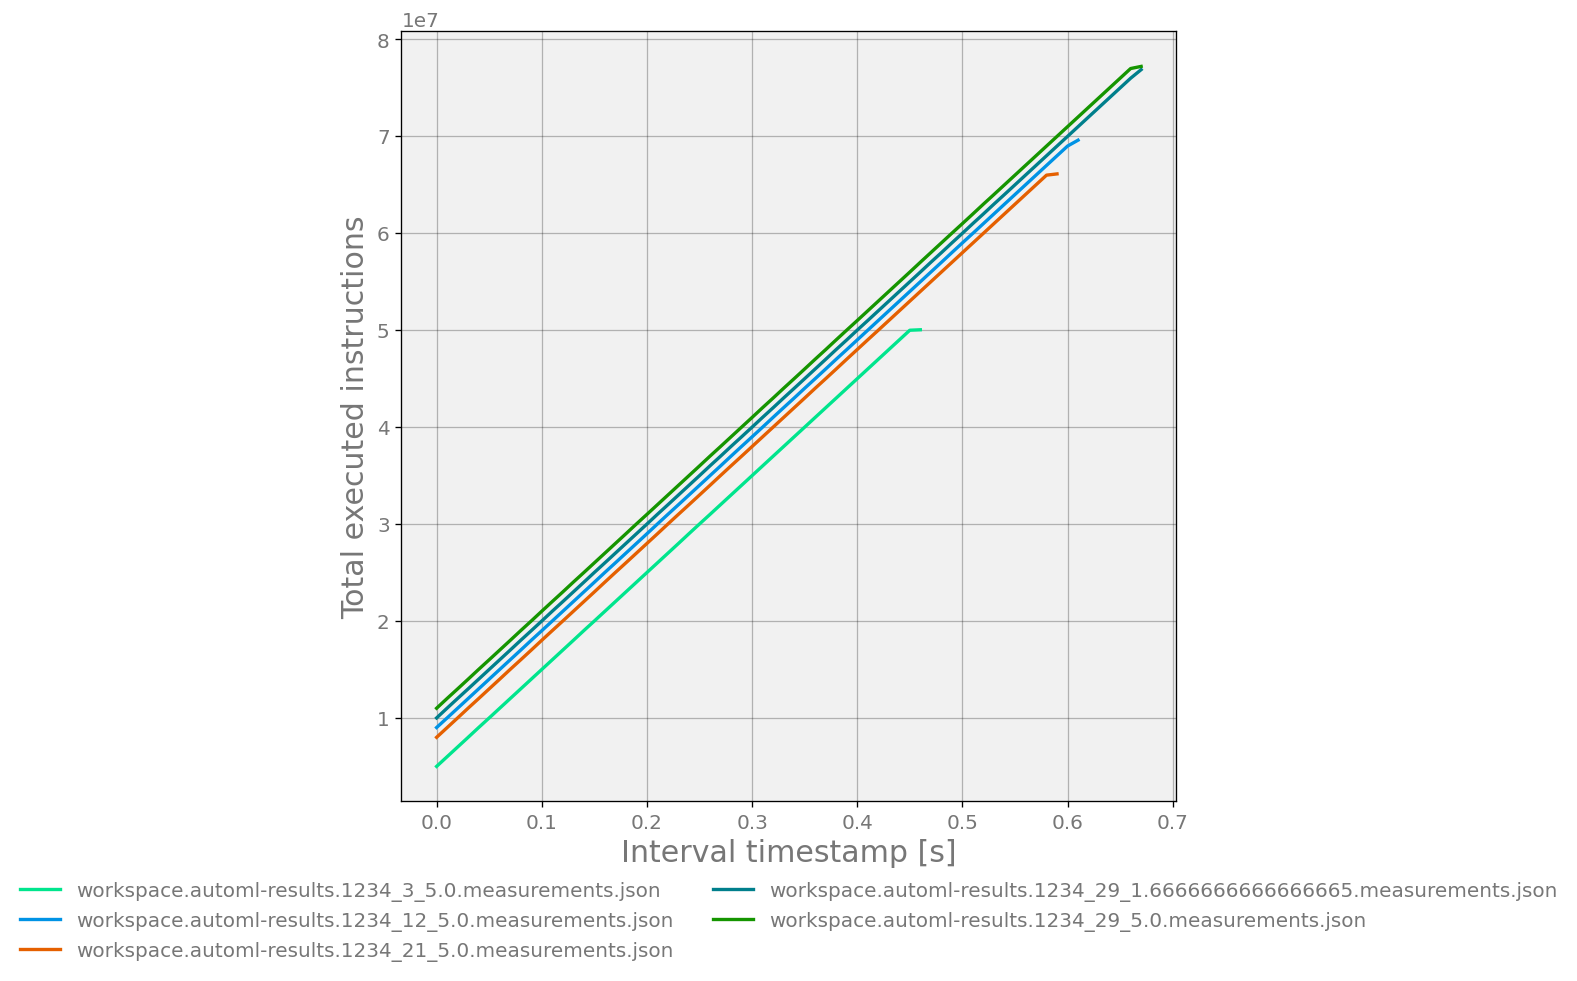 1e7
8
7
6
5
4
3
2
1
Total executed instructions
0.0 0.1 0.2 0.3 0.4 0.5 0.6 0.7
Interval timestamp [s]
workspace.automl-results.1234_3_5.0.measurements.json
workspace.automl-results.1234_12_5.0.measurements.json
workspace.automl-results.1234_21_5.0.measurements.json
workspace.automl-results.1234_29_1.6666666666666665.measurements.json
workspace.automl-results.1234_29_5.0.measurements.json